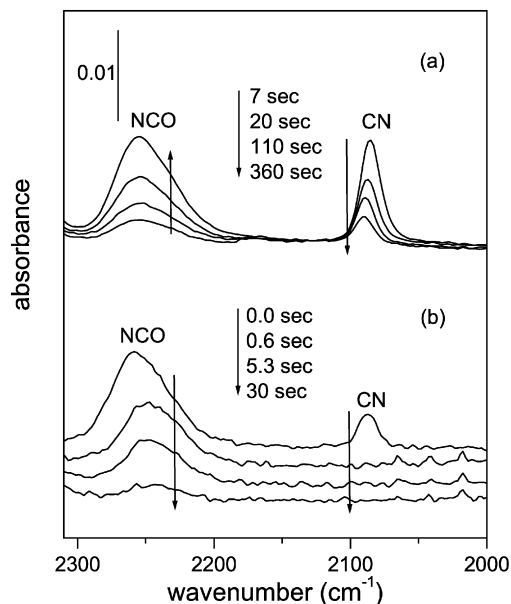 (a)
0.01
7 sec
20 sec
110 sec
360 sec
NCO
CN
absorbance
(b)
0.0 sec
0.6 sec
5.3 sec
30 sec
NCO
CN
2300
2200
2100
2000
wavenumber (cm⁻¹)